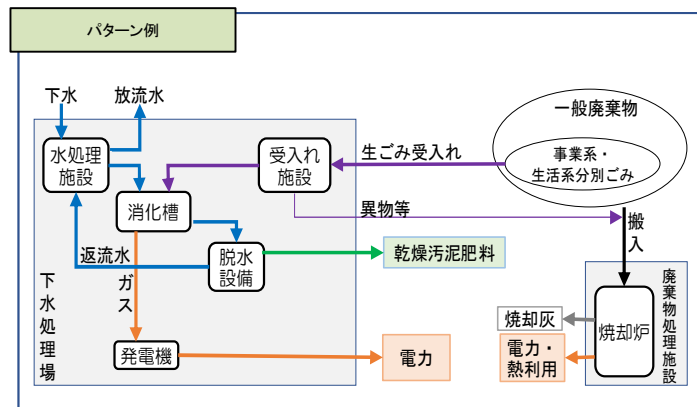 パターン例
下水
放流水
一般廃棄物
水処理
施設
受入れ
施設
生ごみ受入れ
事業系・
生活系分別ごみ
消化槽
異物等
搬入
返流水
ガス
脱水
設備
乾燥汚泥肥料
下水処理場
発電機
電力
焼却灰
電力・
熱利用
焼却炉
廃棄物処理施設